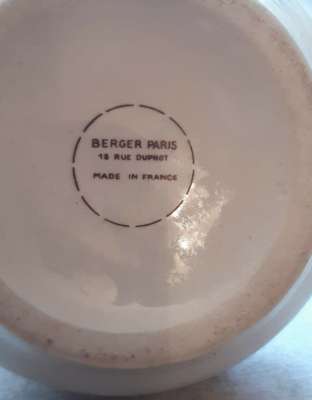 BERGER PARIS
18 RUE DUPHOT
MADE IN FRANCE